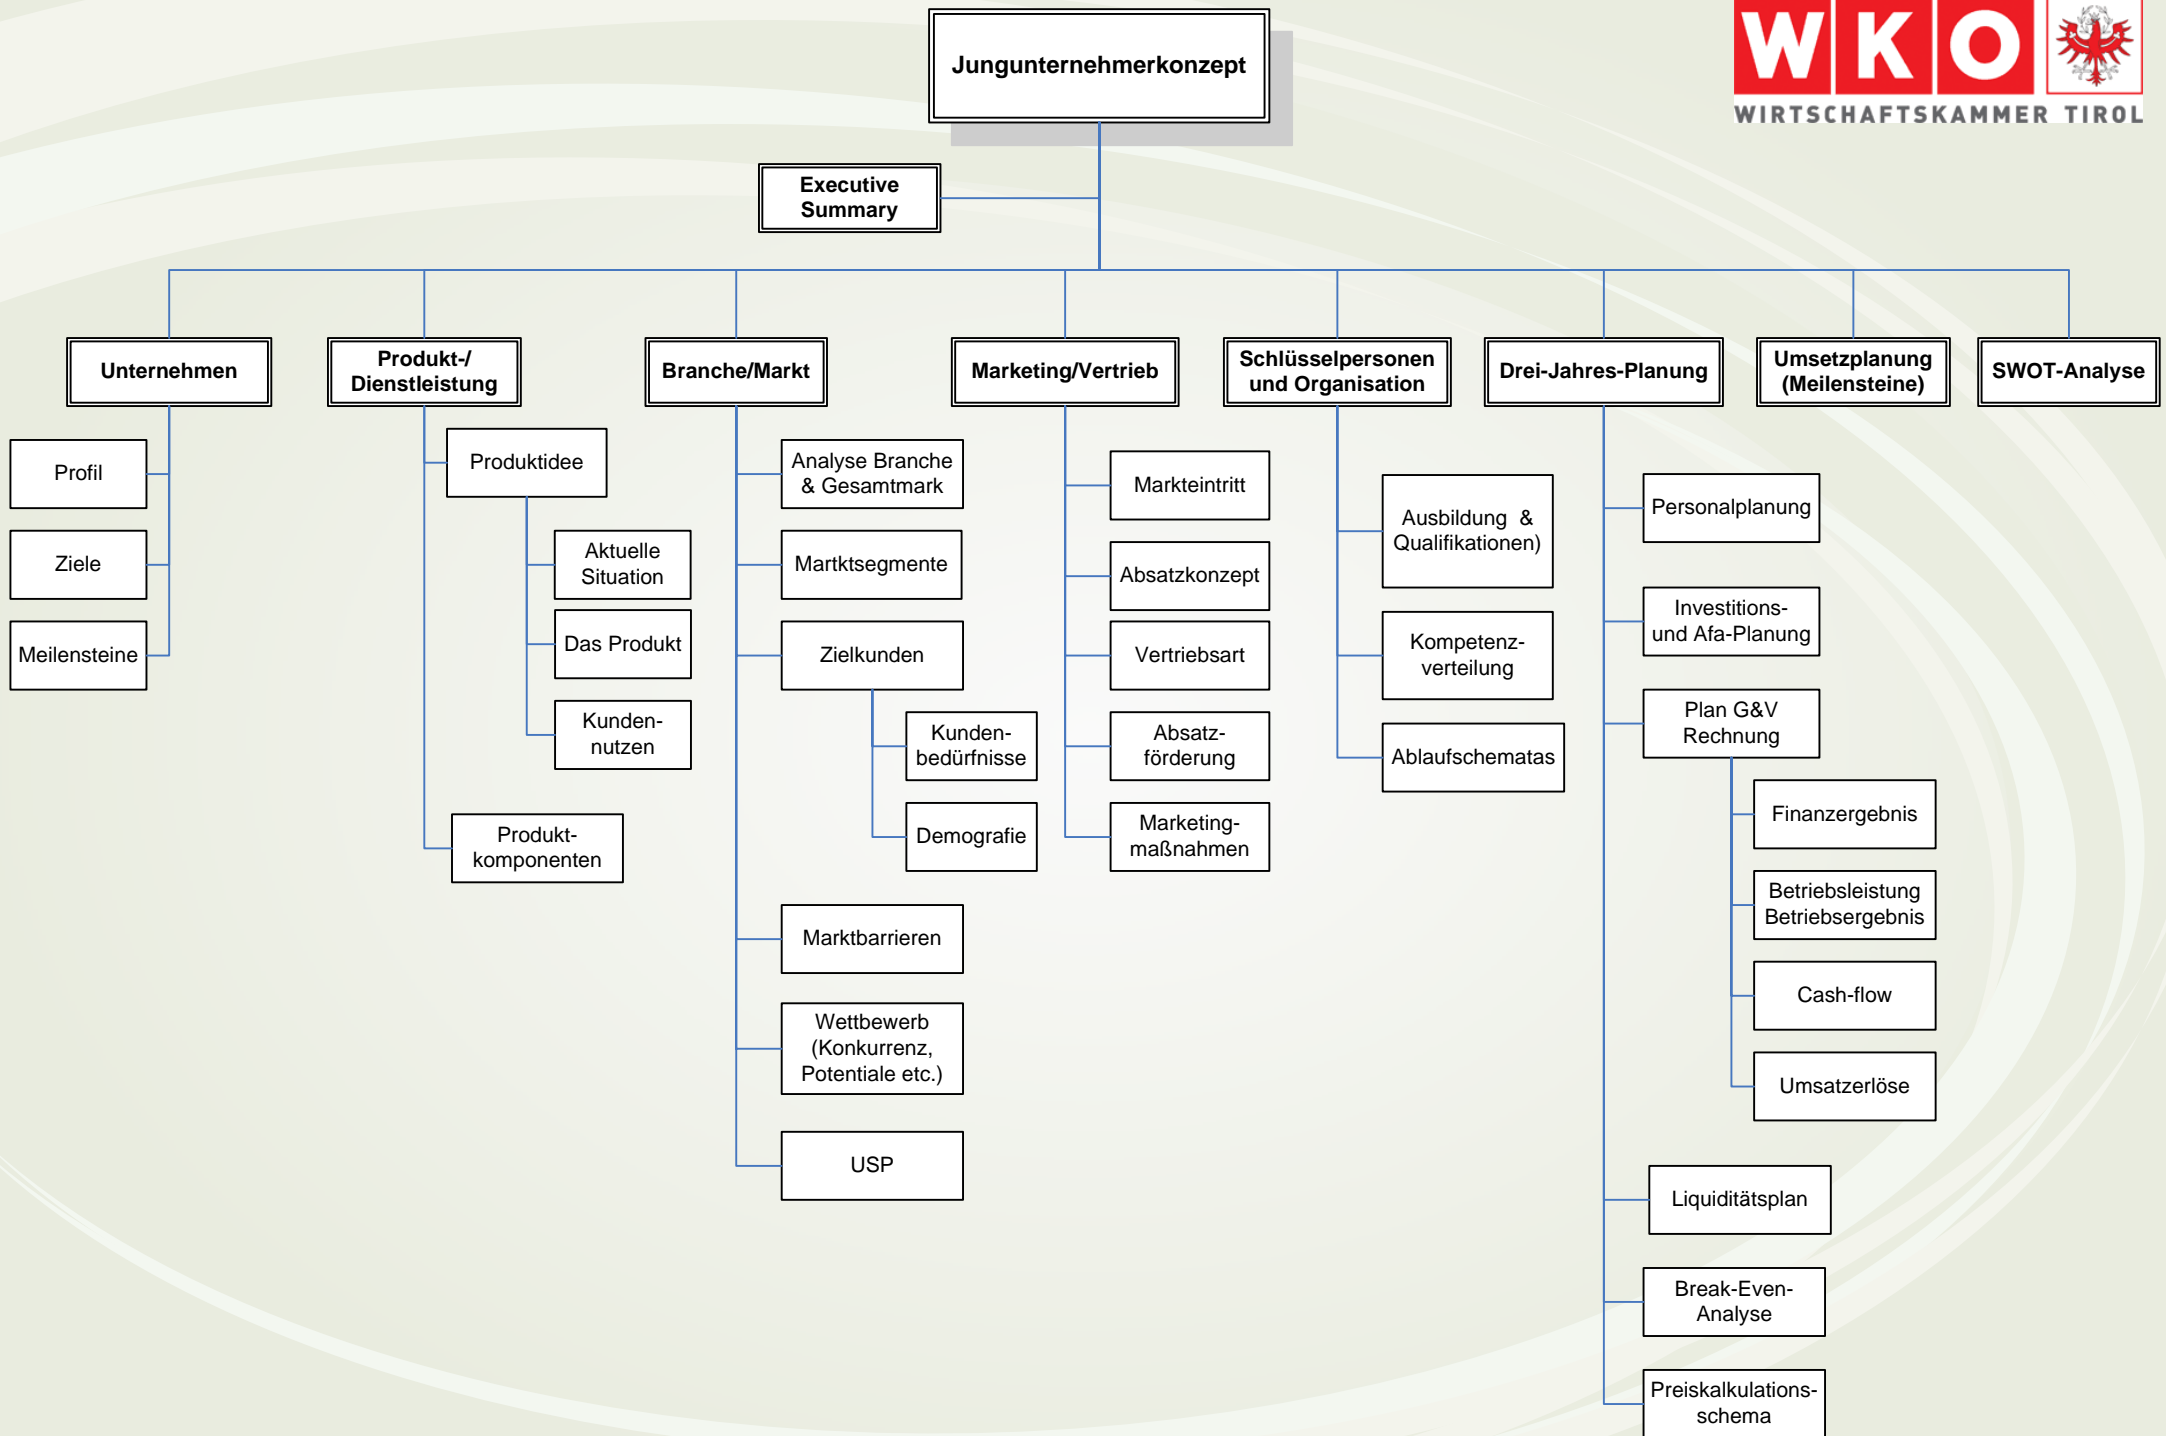 Jungunternehmerkonzept
WKO
WIRTSCHAFTSKAMMER TIROL
Executive
Summary
Unternehmen
Profil
Ziele
Meilensteine
Produkt-/
Dienstleistung
Produktidee
Aktuelle
Situation
Das Produkt
Kunden-
nutzen
Produkt-
komponenten
Branche/Markt
Analyse Branche
& Gesamtmark
Martktsegmente
Zielkunden
Kunden-
bedürfnisse
Demografie
Marktbarrieren
Wettbewerb
(Konkurrenz,
Potentiale etc.)
USP
Marketing/Vertrieb
Markteintritt
Absatzkonzept
Vertriebsart
Absatz-
förderung
Marketing-
maßnahmen
Schlüsselpersonen
und Organisation
Ausbildung &
Qualifikationen)
Kompetenz-
verteilung
Ablaufschematas
Drei-Jahres-Planung
Personalplanung
Investitions-
und Afa-Planung
Plan G&V
Rechnung
Finanzergebnis
Betriebsleistung
Betriebsergebnis
Cash-flow
Umsatzerlöse
Liquiditätsplan
Break-Even-
Analyse
Preiskalkulations-
schema
Umsetzplanung
(Meilensteine)
SWOT-Analyse